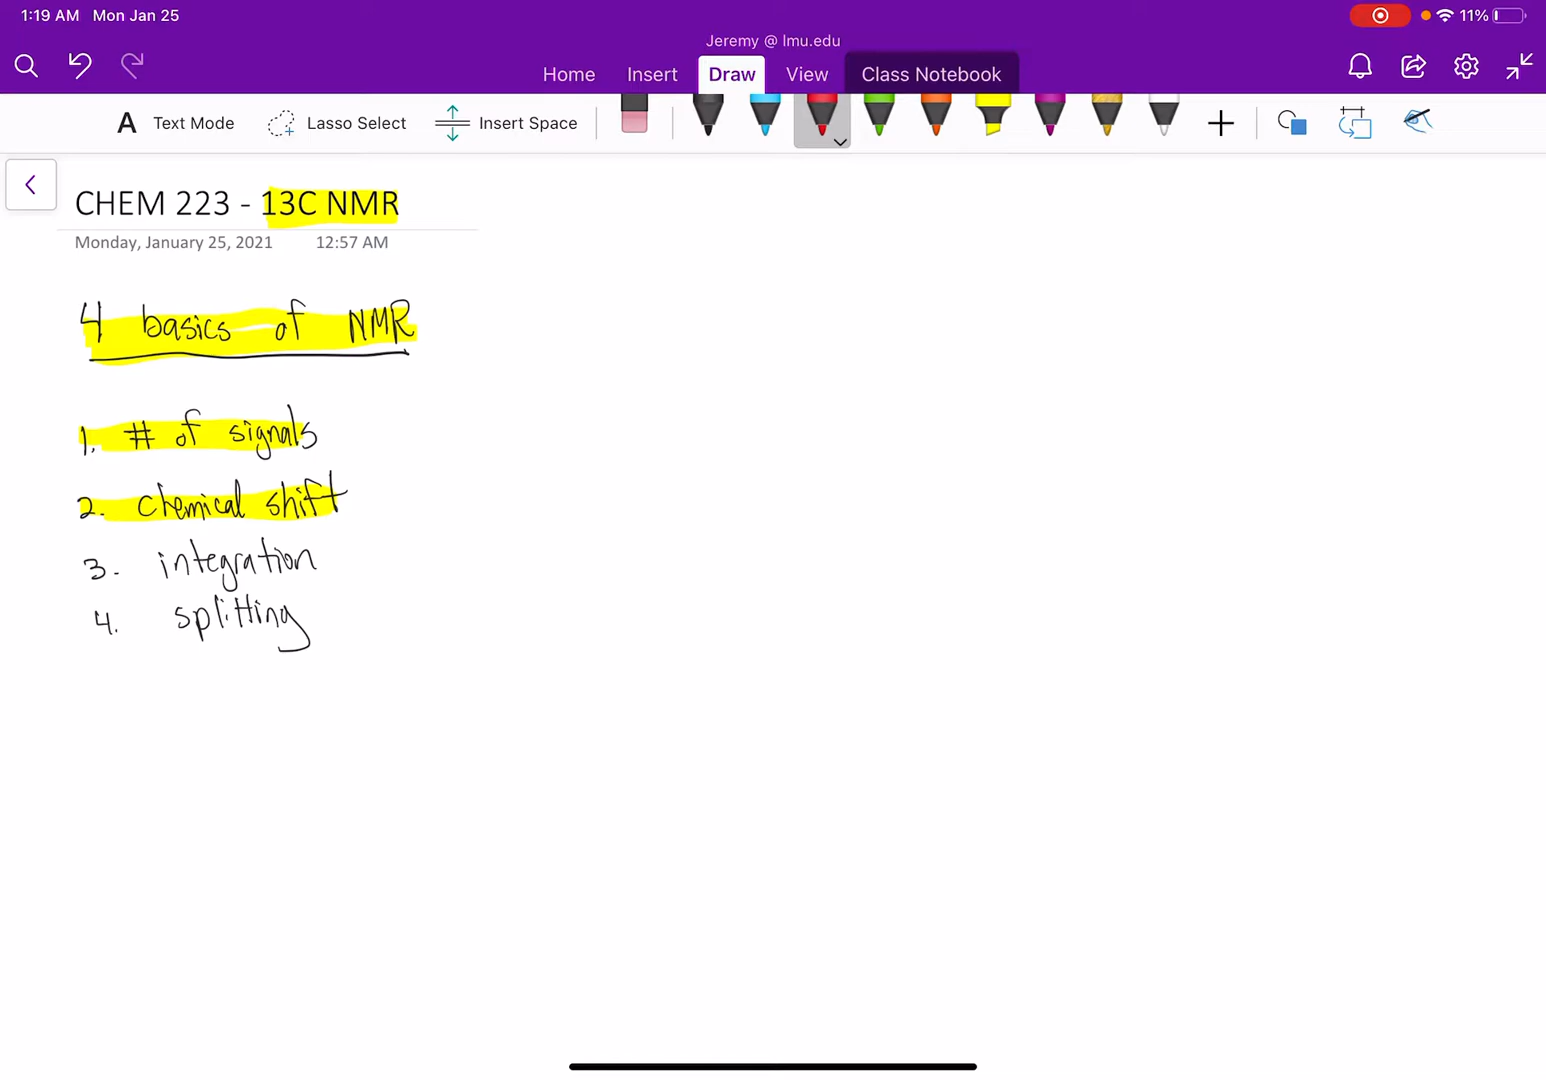 1:19 AM Mon Jan 25
11%
Jeremy @ lmu.edu
Home Insert Draw View Class Notebook
A Text Mode Lasso Select Insert Space
CHEM 223 - 13C NMR
Monday, January 25, 2021 12:57 AM
4 basics of NMR
1. # of signals
2. chemical shift
3. integration
4. splitting